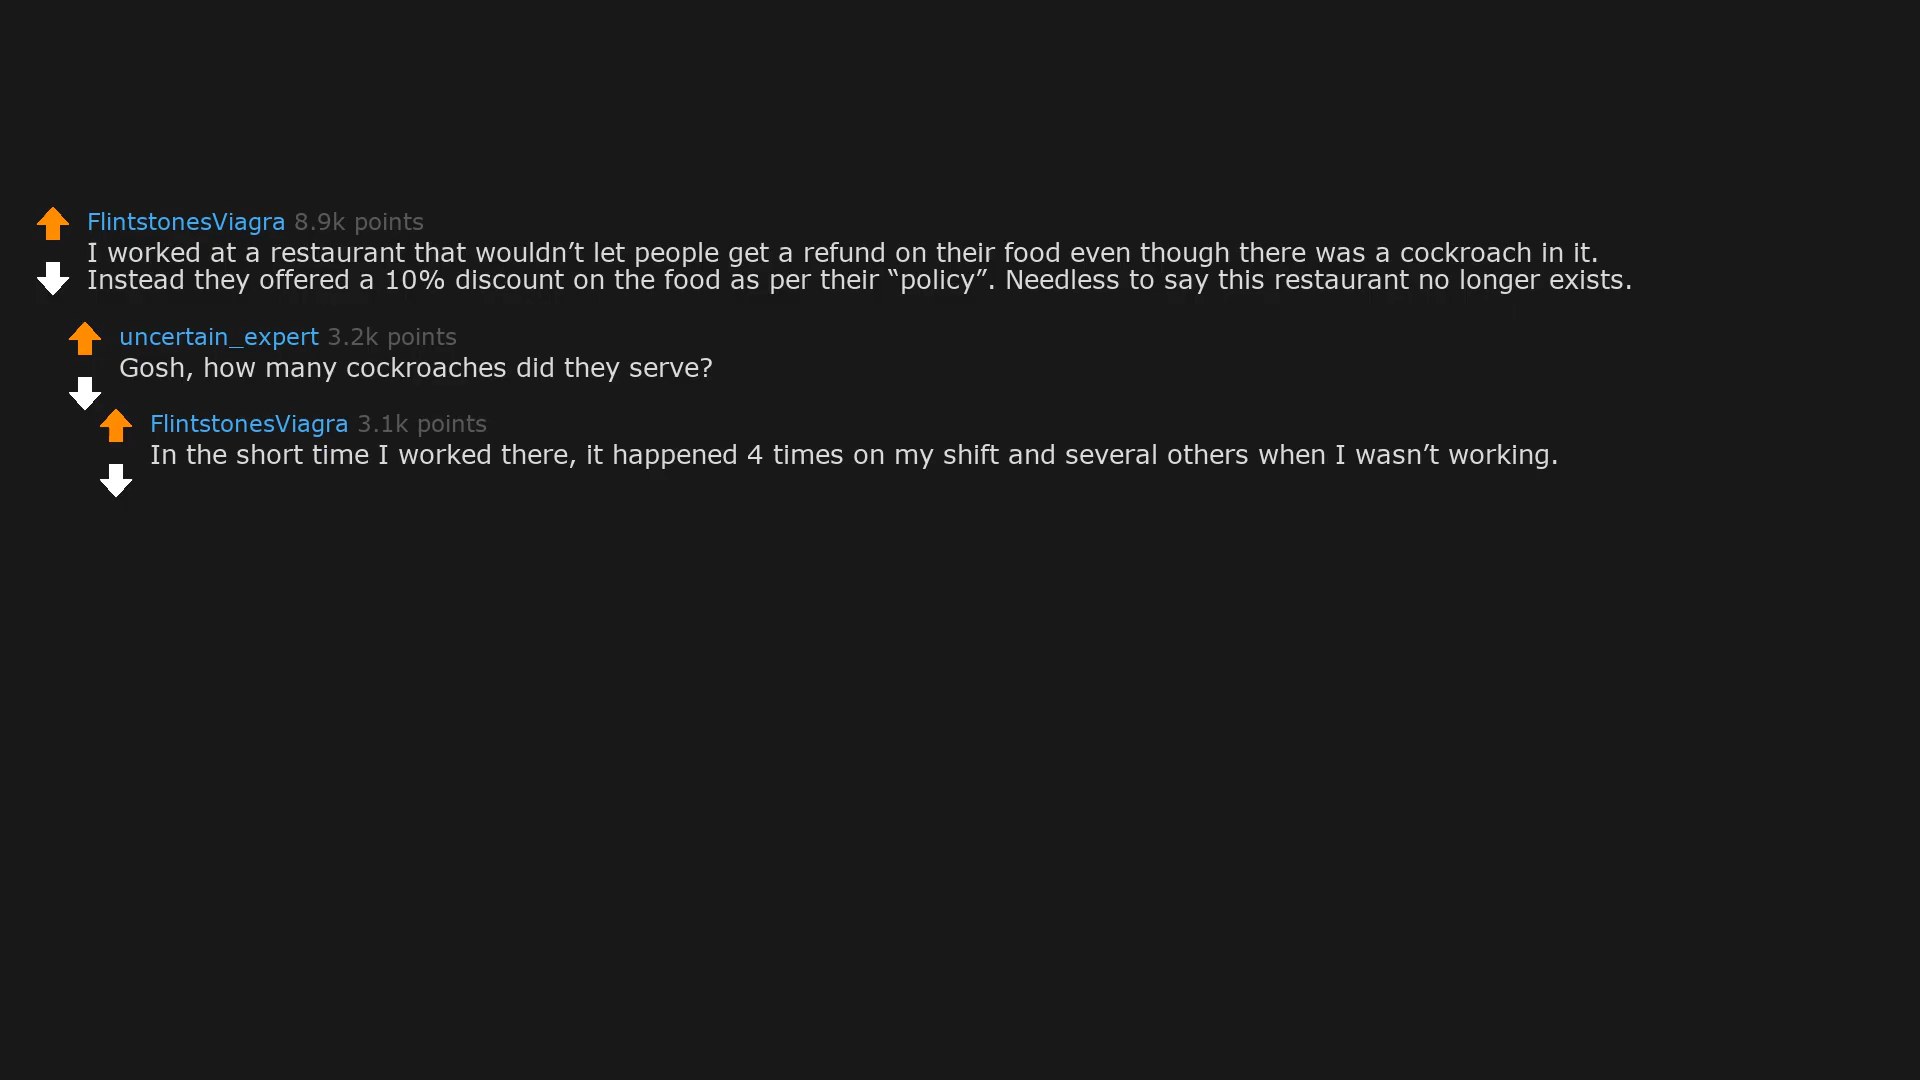 FlintstonesViagra 8.9k points
I worked at a restaurant that wouldn’t let people get a refund on their food even though there was a cockroach in it.
Instead they offered a 10% discount on the food as per their “policy”. Needless to say this restaurant no longer exists.
uncertain_expert 3.2k points
Gosh, how many cockroaches did they serve?
FlintstonesViagra 3.1k points
In the short time I worked there, it happened 4 times on my shift and several others when I wasn’t working.